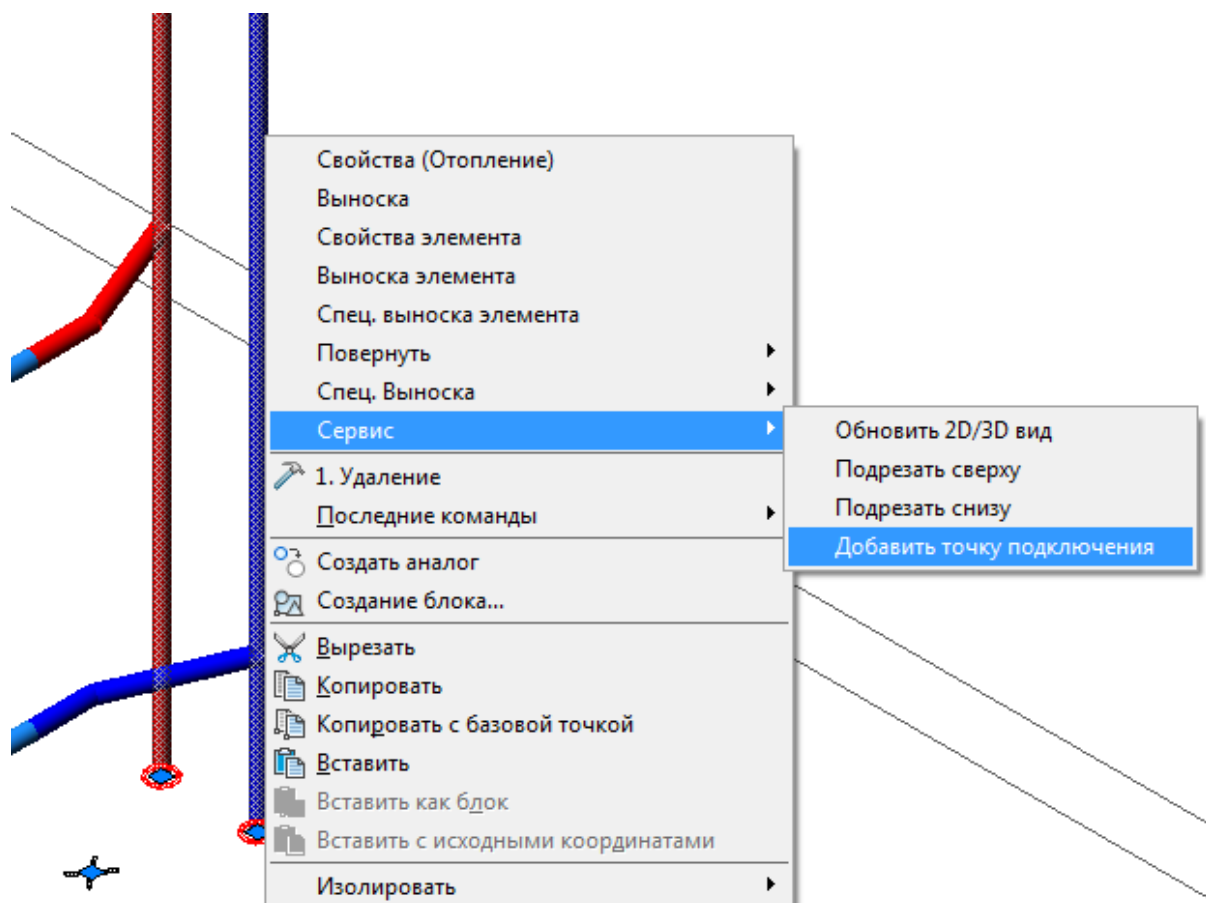 Свойства (Отопление)
Выноска
Свойства элемента
Выноска элемента
Спец. выноска элемента
Повернуть
Спец. Выноска
Сервис
1. Удаление
Последние команды
Создать аналог
Создание блока...
Вырезать
Копировать
Копировать с базовой точкой
Вставить
Вставить как блок
Вставить с исходными координатами
Изолировать
Обновить 2D/3D вид
Подрезать сверху
Подрезать снизу
Добавить точку подключения